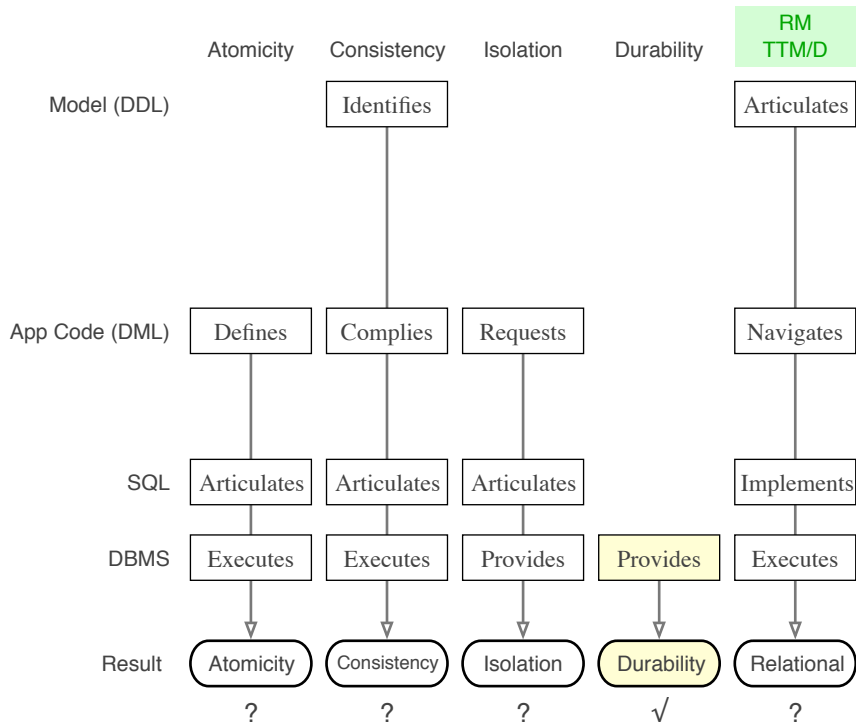 RM
Atomicity Consistency Isolation Durability TTM/D
Model (DDL) Identifies Articulates
App Code (DML) Defines Complies Requests Navigates
SQL Articulates Articulates Articulates Implements
DBMS Executes Executes Provides Provides Executes
Result Atomicity Consistency Isolation Durability Relational
? ? ? √ ?